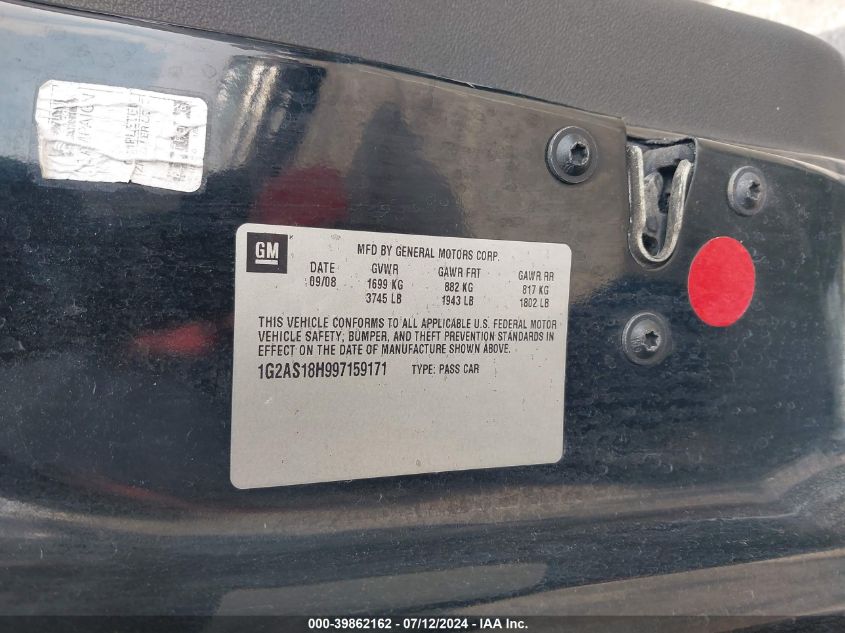 GM
MFD BY GENERAL MOTORS CORP.
DATE GVWR GAWR FRT GAWR RR
09/08 1699 KG 882 KG 817 KG
3745 LB 1943 LB 1802 LB
THIS VEHICLE CONFORMS TO ALL APPLICABLE U.S. FEDERAL MOTOR
VEHICLE SAFETY, BUMPER, AND THEFT PREVENTION STANDARDS IN
EFFECT ON THE DATE OF MANUFACTURE SHOWN ABOVE.
1G2AS18H997159171 TYPE: PASS CAR
000-39862162 - 07/12/2024 - IAA Inc.